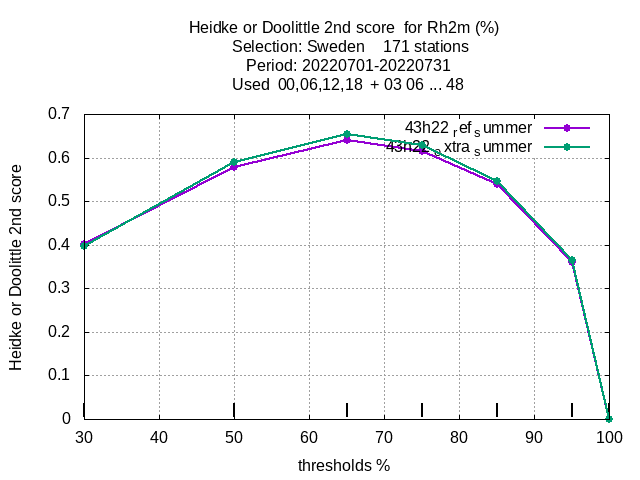 Heidke or Doolittle 2nd score for Rh2m (%)
Selection: Sweden 171 stations
Period: 20220701-20220731
Used 00,06,12,18 + 03 06 ... 48
43h22 ref summer
43h22 extra summer
0.7
0.6
0.5
0.4
0.3
0.2
0.1
0
Heidke or Doolittle 2nd score
30 40 50 60 70 80 90 100
thresholds %